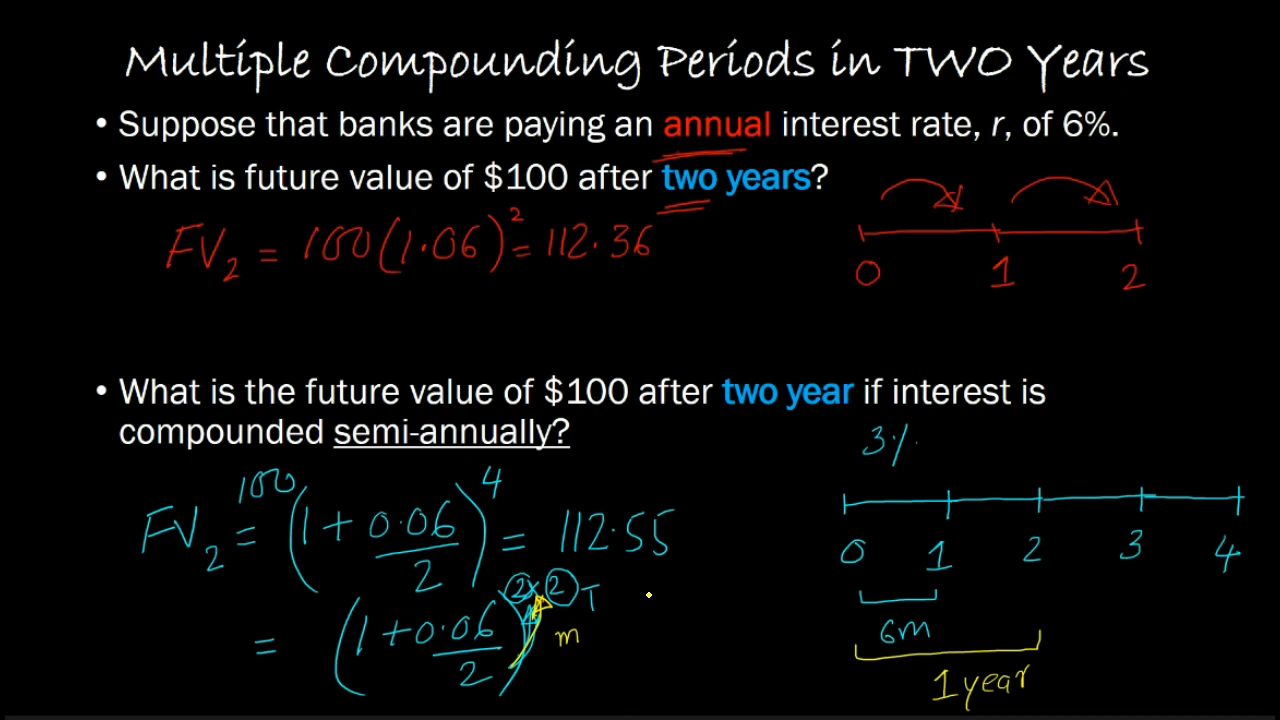 Multiple Compounding Periods in TWO Years
• Suppose that banks are paying an annual interest rate, r, of 6%.
• What is future value of $100 after two years?
FV₂ = 100(1.06)² = 112.36
0 1 2
• What is the future value of $100 after two year if interest is
compounded semi-annually?
3%
FV₂ = 100 (1 + 0.06/2)⁴ = 112.55
0 1 2 3 4
= (1 + 0.06/2) 2 × 2 T
m
6m
1 year